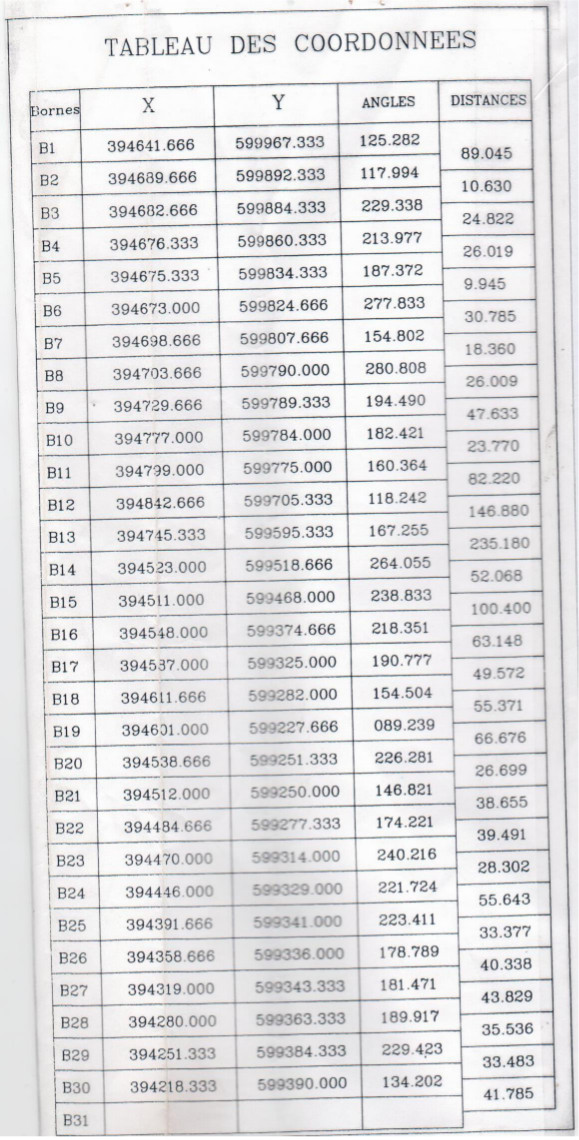 TABLEAU DES COORDONNEES
Bornes X Y ANGLES DISTANCES
B1 394641.666 599967.333 125.282
89.045
B2 394689.666 599892.333 117.994
10.630
B3 394682.666 599884.333 229.338
24.822
B4 394676.333 599860.333 213.977
26.019
B5 394675.333 599834.333 187.372
9.945
B6 394673.000 599824.666 277.833
30.785
B7 394698.666 599807.666 154.802
18.360
B8 394703.666 599790.000 280.808
26.009
B9 394729.666 599789.333 194.490
47.633
B10 394777.000 599784.000 182.421
23.770
B11 394799.000 599775.000 160.364
82.220
B12 394842.666 599705.333 118.242
146.880
B13 394745.333 599595.333 167.255
235.180
B14 394523.000 599518.666 264.055
52.068
B15 394511.000 599468.000 238.833
100.400
B16 394548.000 599374.666 218.351
63.148
B17 394587.000 599325.000 190.777
49.572
B18 394611.666 599282.000 154.504
55.371
B19 394601.000 599227.666 089.239
66.676
B20 394538.666 599251.333 226.281
26.699
B21 394512.000 599250.000 146.821
38.655
B22 394484.666 599277.333 174.221
39.491
B23 394470.000 599314.000 240.216
28.302
B24 394446.000 599329.000 221.724
55.643
B25 394391.666 599341.000 223.411
33.377
B26 394358.666 599336.000 178.789
40.338
B27 394319.000 599343.333 181.471
43.829
B28 394280.000 599363.333 189.917
35.536
B29 394251.333 599384.333 229.423
33.483
B30 394218.333 599390.000 134.202
41.785
B31